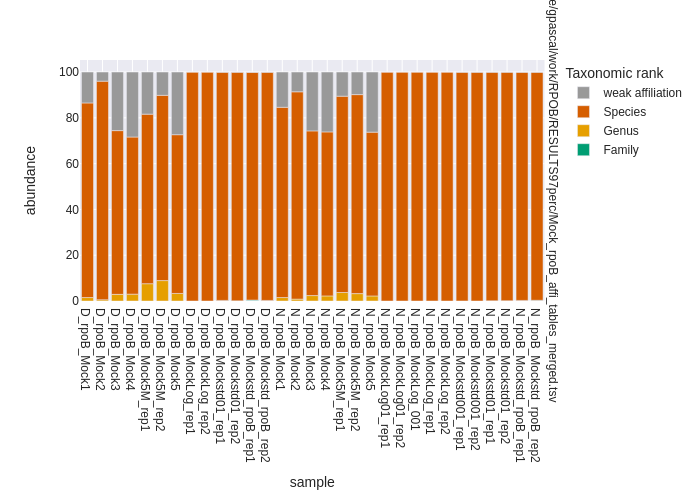 e/gpascal/work/RPOB/RESULTS97perc/Mock_rpoB_affi_tables_merged.tsv
Taxonomic rank
weak affiliation
Species
Genus
Family
abundance
100
80
60
40
20
0
D_rpoB_Mock1
D_rpoB_Mock2
D_rpoB_Mock3
D_rpoB_Mock4
D_rpoB_Mock5M_rep1
D_rpoB_Mock5M_rep2
D_rpoB_Mock5
D_rpoB_MockLog_rep1
D_rpoB_MockLog_rep2
D_rpoB_Mockstd01_rep1
D_rpoB_Mockstd01_rep2
D_rpoB_Mockstd_rpoB_rep1
D_rpoB_Mockstd_rpoB_rep2
N_rpoB_Mock1
N_rpoB_Mock2
N_rpoB_Mock3
N_rpoB_Mock4
N_rpoB_Mock5M_rep1
N_rpoB_Mock5M_rep2
N_rpoB_Mock5
N_rpoB_MockLog01_rep1
N_rpoB_MockLog01_rep2
N_rpoB_MockLog_001
N_rpoB_MockLog_rep1
N_rpoB_MockLog_rep2
N_rpoB_Mockstd001_rep1
N_rpoB_Mockstd001_rep2
N_rpoB_Mockstd01_rep1
N_rpoB_Mockstd01_rep2
N_rpoB_Mockstd_rpoB_rep1
N_rpoB_Mockstd_rpoB_rep2
sample